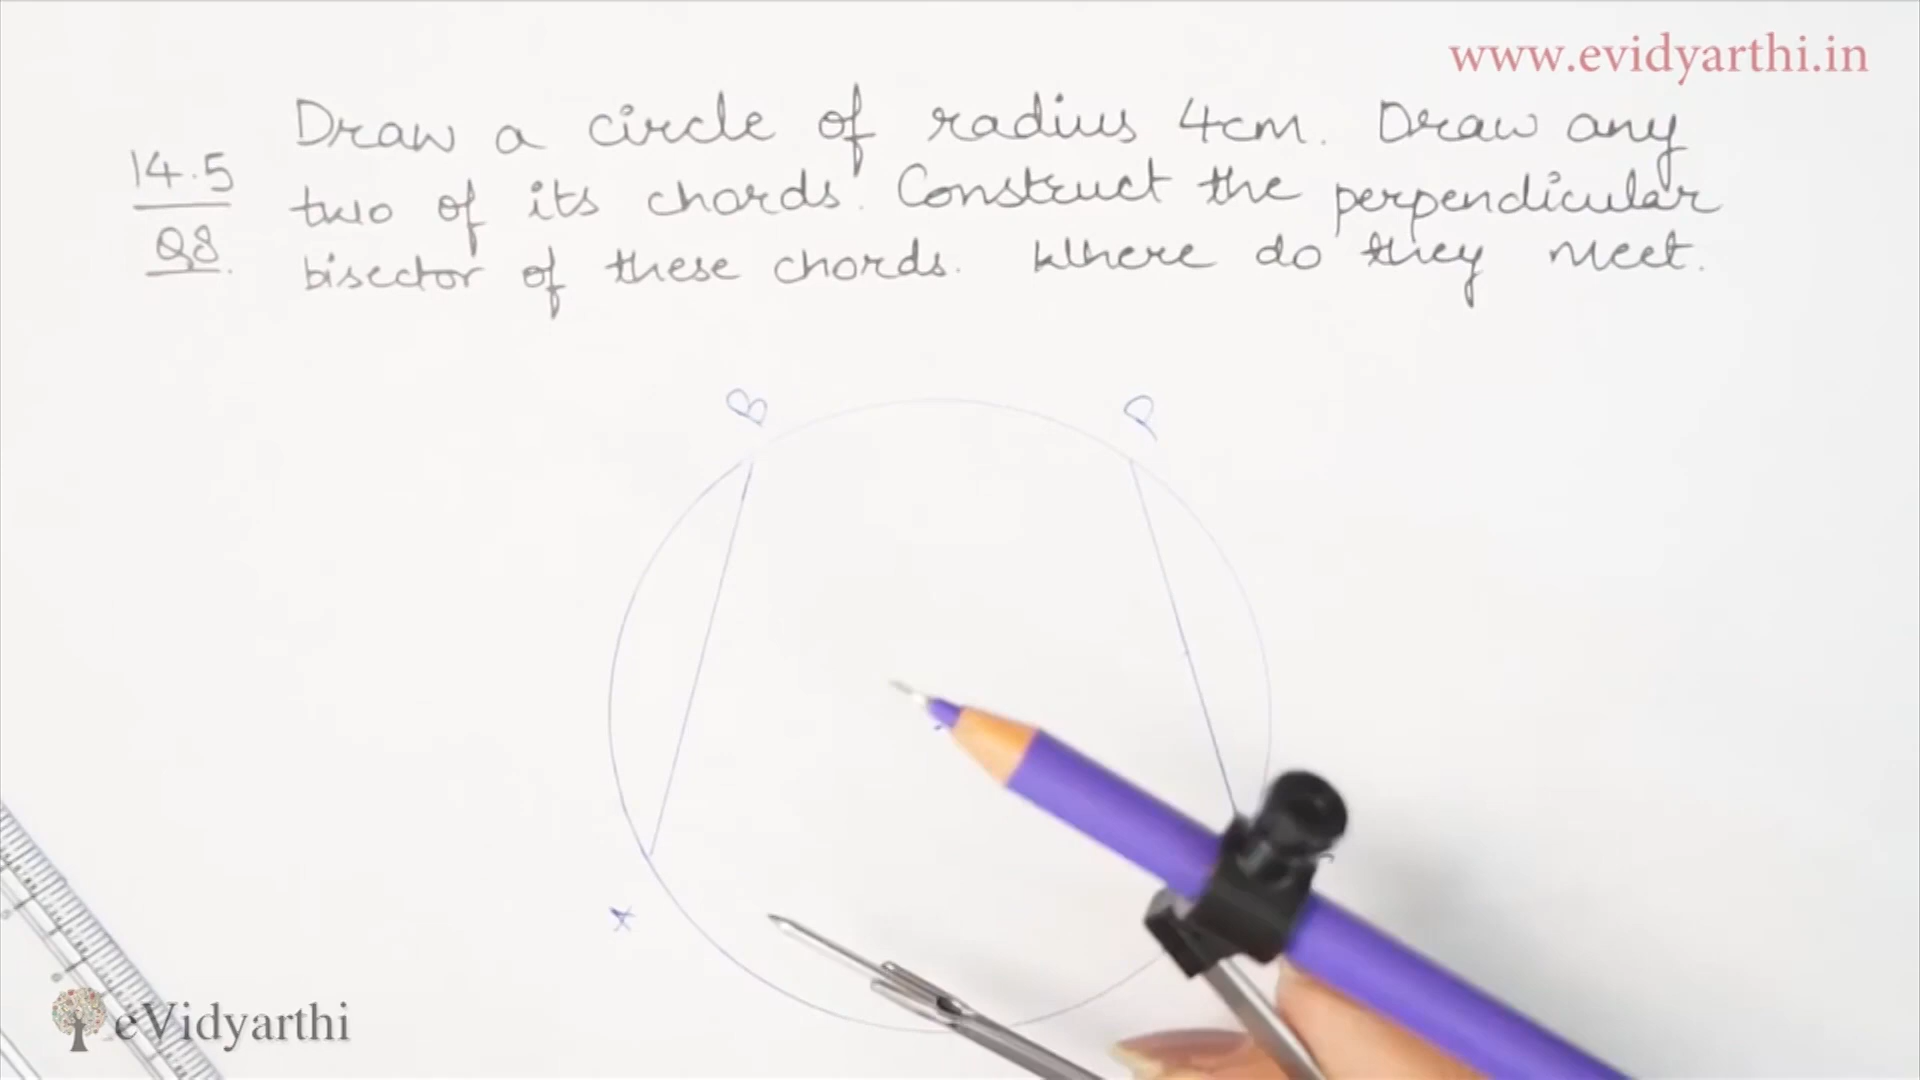 www.evidyarthi.in
Draw a circle of radius 4cm. Draw any
14.5
two of its chords. Construct the perpendicular
Q8.
bisector of these chords. Where do they meet.
B
P
A
eVidyarthi